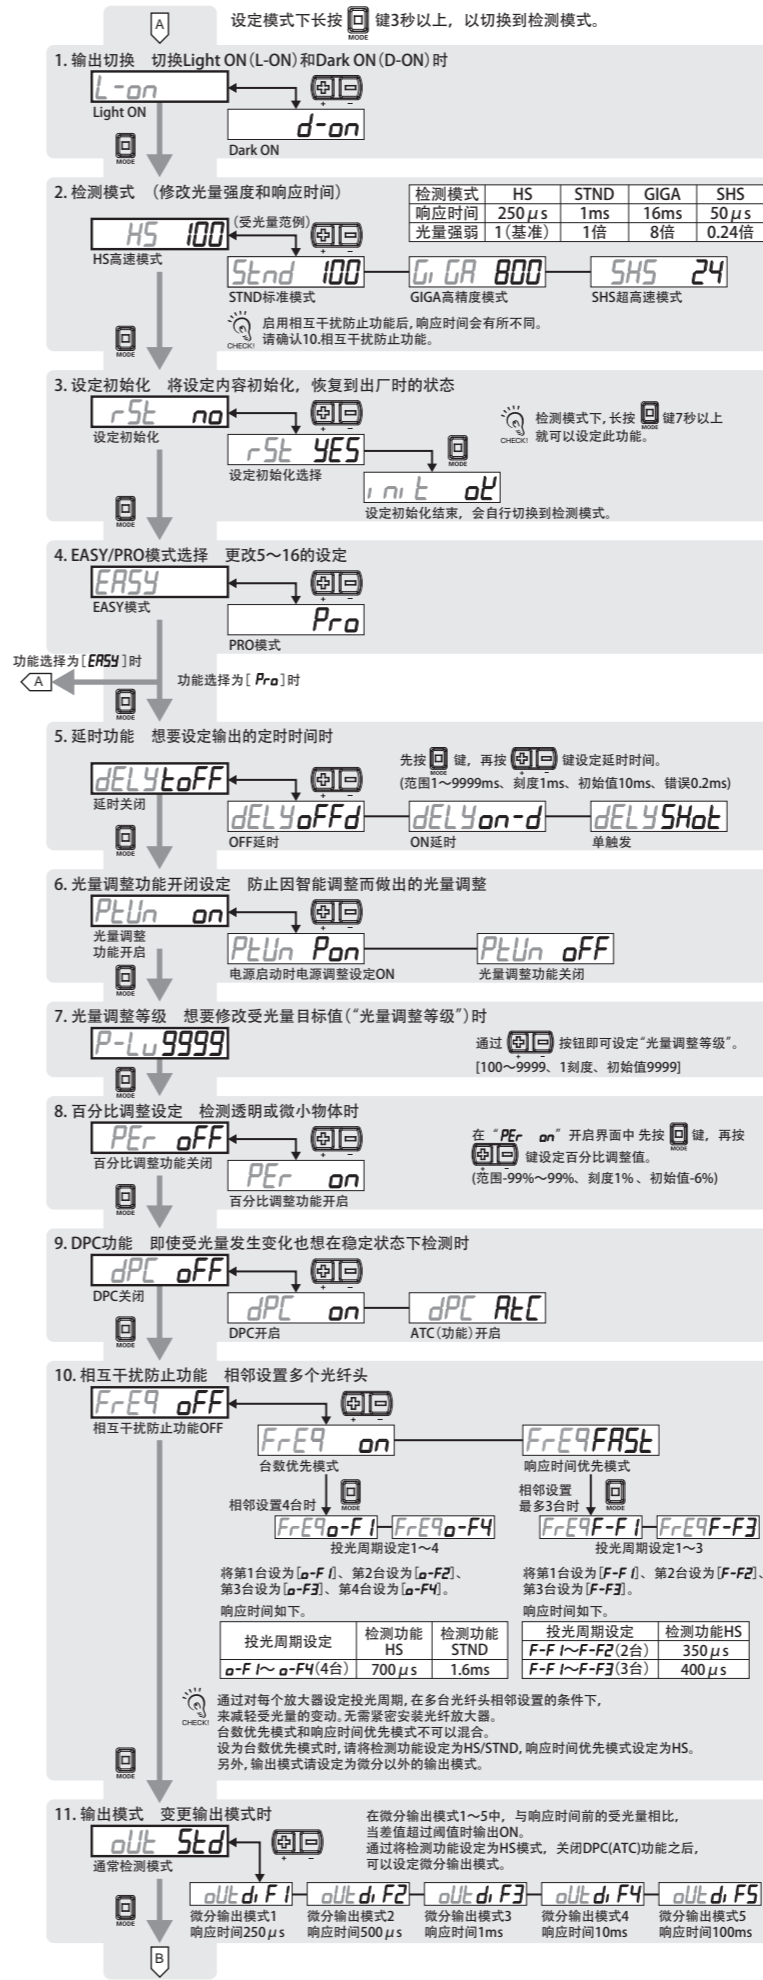 A
设定模式下长按 键3秒以上，以切换到检测模式。
MODE
1. 输出切换 切换Light ON（L-ON）和Dark ON（D-ON）时
L-on
Light ON
+ −
d-on
Dark ON
MODE
2. 检测模式 （修改光量强度和响应时间）
检测模式 HS STND GIGA SHS
响应时间 250μs 1ms 16ms 50μs
光量强弱 1（基准） 1倍 8倍 0.24倍
HS 100
(受光量范例)
+ −
HS高速模式
Stnd 100
GiGA 800
SHS 24
STND标准模式
GIGA高精度模式
SHS超高速模式
CHECK!
启用相互干扰防止功能后，响应时间会有所不同。
请确认10.相互干扰防止功能。
MODE
3. 设定初始化 将设定内容初始化，恢复到出厂时的状态
rSt no
设定初始化
+ −
rSt YES
设定初始化选择
MODE
init oK
设定初始化结束，会自行切换到检测模式。
CHECK!
检测模式下，长按 键7秒以上
MODE
就可以设定此功能。
MODE
4. EASY/PRO模式选择 更改5～16的设定
EASY
EASY模式
+ −
Pro
PRO模式
功能选择为［EASY］时
A
功能选择为［Pro］时
MODE
5. 延时功能 想要设定输出的定时时间时
dELYtoFF
延时关闭
+ −
先按 键，再按 键设定延时时间。
MODE + −
(范围1～9999ms、刻度1ms、初始值10ms、错误0.2ms)
dELYoFFd
dELYon-d
dELYSHot
OFF延时
ON延时
单触发
MODE
6. 光量调整功能开闭设定 防止因智能调整而做出的光量调整
PtUn on
光量调整
功能开启
+ −
PtUn Pon
PtUn oFF
电源启动时电源调整设定ON
光量调整功能关闭
MODE
7. 光量调整等级 想要修改受光量目标值(“光量调整等级”)时
P-Lu9999
通过 按钮即可设定“光量调整等级”。
+ −
[100～9999、1刻度、初始值9999]
MODE
8. 百分比调整设定 检测透明或微小物体时
PEr oFF
百分比调整功能关闭
+ −
PEr on
百分比调整功能开启
在“PEr on”开启界面中 先按 键，再按
MODE
键设定百分比调整值。
+ −
(范围-99%～99%、刻度1%、初始值-6%)
MODE
9. DPC功能 即使受光量发生变化也想在稳定状态下检测时
dPC oFF
DPC关闭
+ −
dPC on
dPC AtC
DPC开启
ATC（功能）开启
MODE
10. 相互干扰防止功能 相邻设置多个光纤头
FrEq oFF
相互干扰防止功能OFF
+ −
FrEq on
FrEqFASt
台数优先模式
响应时间优先模式
相邻设置4台时
MODE
相邻设置
最多3台时
MODE
FrEqo-F1
FrEqo-F4
投光周期设定1～4
FrEqF-F1
FrEqF-F3
投光周期设定1～3
将第1台设为［o-F1］、第2台设为［o-F2］、
第3台设为［o-F3］、第4台设为［o-F4］。
响应时间如下。
将第1台设为［F-F1］、第2台设为［F-F2］、
第3台设为［F-F3］。
响应时间如下。
投光周期设定 检测功能HS 检测功能STND
o-F1～o-F4(4台) 700μs 1.6ms
投光周期设定 检测功能HS
F-F1～F-F2(2台) 350μs
F-F1～F-F3(3台) 400μs
CHECK!
通过对每个放大器设定投光周期，在多台光纤头相邻设置的条件下，
来减轻受光量的变动。无需紧密安装光纤放大器。
台数优先模式和响应时间优先模式不可以混合。
设为台数优先模式时，请将检测功能设定为HS/STND，响应时间优先模式设定为HS。
另外，输出模式请设定为微分以外的输出模式。
MODE
11. 输出模式 变更输出模式时
oUt Std
通常检测模式
+ −
在微分输出模式1～5中，与响应时间前的受光量相比，
当差值超过阈值时输出ON。
通过将检测功能设定为HS模式，关闭DPC(ATC)功能之后，
可以设定微分输出模式。
oUtdiF1
oUtdiF2
oUtdiF3
oUtdiF4
oUtdiF5
微分输出模式1
响应时间250μs
微分输出模式2
响应时间500μs
微分输出模式3
响应时间1ms
微分输出模式4
响应时间10ms
微分输出模式5
响应时间100ms
MODE
B